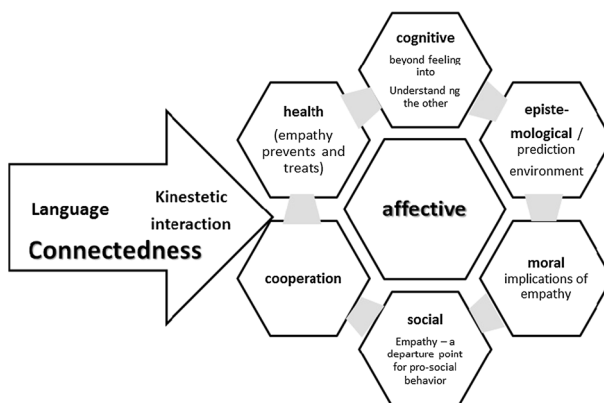 cognitive
beyond feeling into
Understand ng
the other
health
(empathy
prevents and
treats)
episte-
mological /
prediction
environment
Language
Kinestetic
interaction
Connectedness
affective
cooperation
moral
implications of
empathy
social
Empathy – a
departure point
for pro-social
behavior